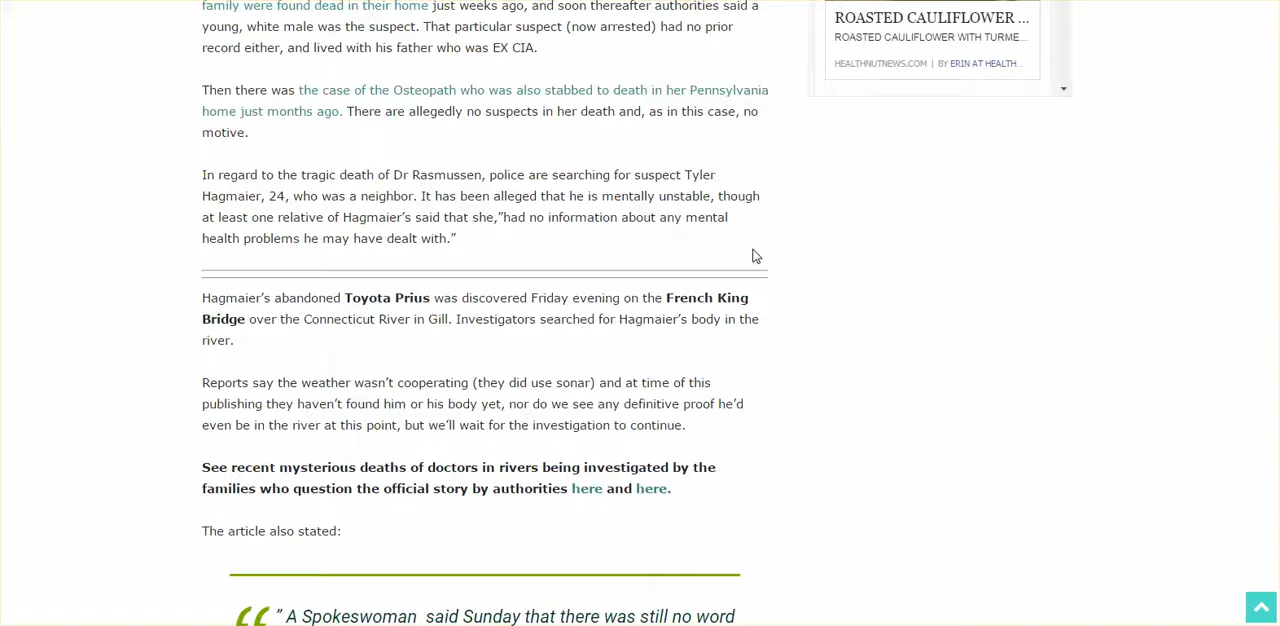 family were found dead in their home just weeks ago, and soon thereafter authorities said a
young, white male was the suspect. That particular suspect (now arrested) had no prior
record either, and lived with his father who was EX CIA.
Then there was the case of the Osteopath who was also stabbed to death in her Pennsylvania
home just months ago. There are allegedly no suspects in her death and, as in this case, no
motive.
In regard to the tragic death of Dr Rasmussen, police are searching for suspect Tyler
Hagmaier, 24, who was a neighbor. It has been alleged that he is mentally unstable, though
at least one relative of Hagmaier’s said that she,”had no information about any mental
health problems he may have dealt with.”
Hagmaier’s abandoned Toyota Prius was discovered Friday evening on the French King
Bridge over the Connecticut River in Gill. Investigators searched for Hagmaier’s body in the
river.
Reports say the weather wasn’t cooperating (they did use sonar) and at time of this
publishing they haven’t found him or his body yet, nor do we see any definitive proof he’d
even be in the river at this point, but we’ll wait for the investigation to continue.
See recent mysterious deaths of doctors in rivers being investigated by the
families who question the official story by authorities here and here.
The article also stated:
“ ” A Spokeswoman said Sunday that there was still no word
ROASTED CAULIFLOWER ...
ROASTED CAULIFLOWER WITH TURME...
HEALTHNUTNEWS.COM | BY ERIN AT HEALTH...